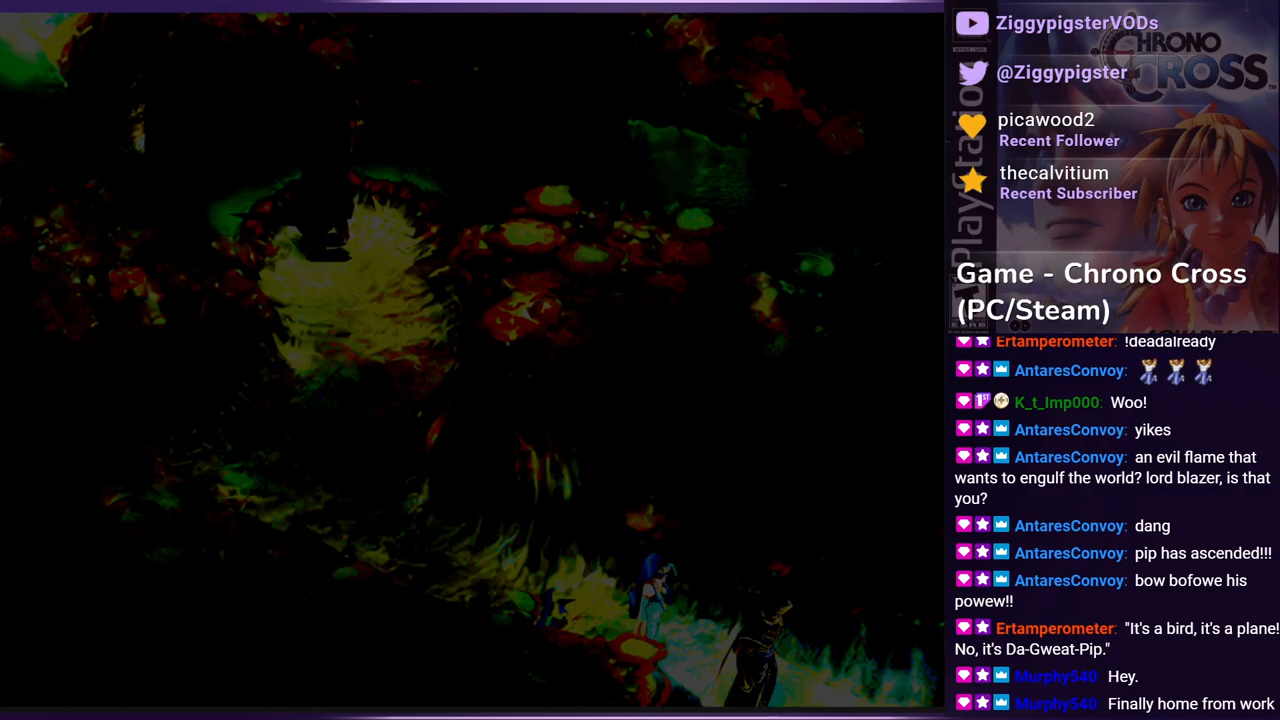 ZiggypigsterVODs
@Ziggypigster
picawood2
Recent Follower
thecalvitium
Recent Subscriber
CHRONO
CROSS
PlayStation
Game - Chrono Cross
(PC/Steam)
Ertamperometer: !deadalready
AntaresConvoy:
K_t_Imp000: Woo!
AntaresConvoy: yikes
AntaresConvoy: an evil flame that
wants to engulf the world? lord blazer, is that
you?
AntaresConvoy: dang
AntaresConvoy: pip has ascended!!!
AntaresConvoy: bow bofowe his
powew!!
Ertamperometer: "It's a bird, it's a plane!
No, it's Da-Gweat-Pip."
Murphy540: Hey.
Murphy540: Finally home from work